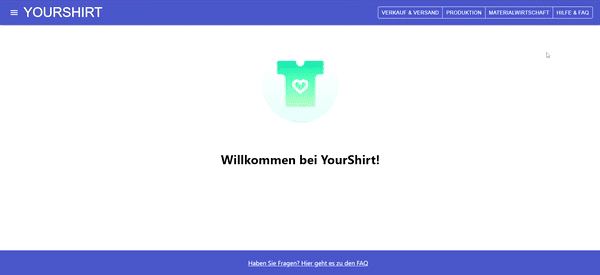 YOURSHIRT
VERKAUF & VERSAND PRODUKTION MATERIALWIRTSCHAFT HILFE & FAQ
Willkommen bei YourShirt!
Haben Sie Fragen? Hier geht es zu den FAQ